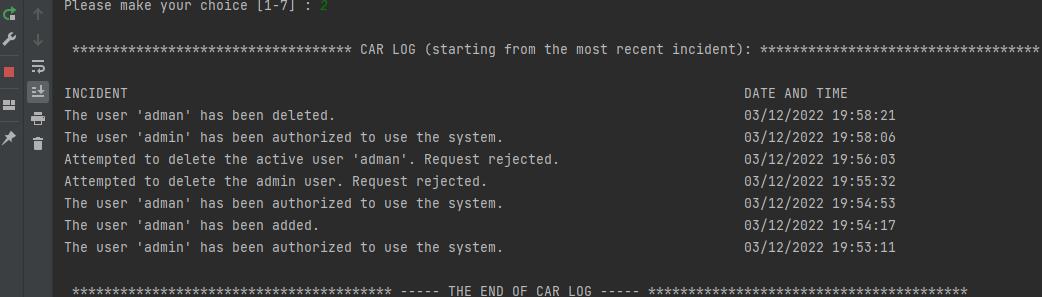 Please make your choice [1-7] : 2
*********************************** CAR LOG (starting from the most recent incident): ***********************************
INCIDENT DATE AND TIME
The user 'adman' has been deleted. 03/12/2022 19:58:21
The user 'admin' has been authorized to use the system. 03/12/2022 19:58:06
Attempted to delete the active user 'adman'. Request rejected. 03/12/2022 19:56:03
Attempted to delete the admin user. Request rejected. 03/12/2022 19:55:32
The user 'adman' has been authorized to use the system. 03/12/2022 19:54:53
The user 'adman' has been added. 03/12/2022 19:54:17
The user 'admin' has been authorized to use the system. 03/12/2022 19:53:11
**************************************** ----- THE END OF CAR LOG ----- ****************************************